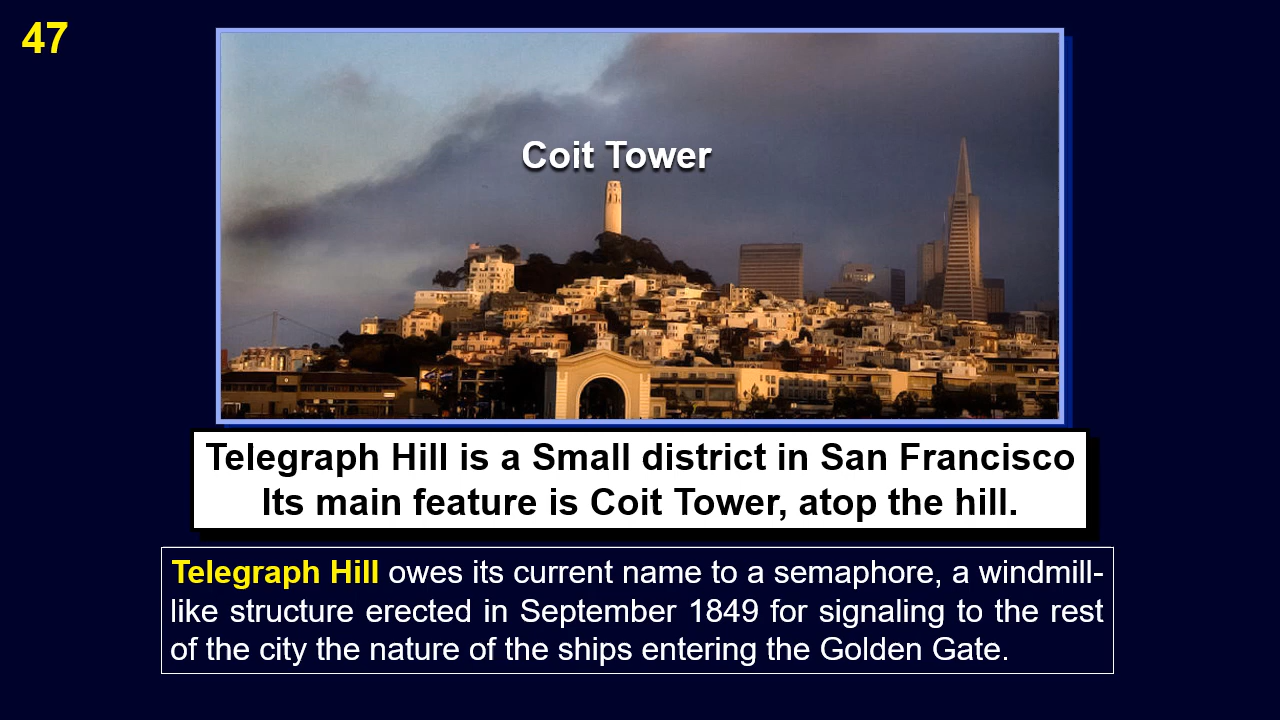 47
Coit Tower
Telegraph Hill is a Small district in San Francisco
Its main feature is Coit Tower, atop the hill.
Telegraph Hill owes its current name to a semaphore, a windmill-
like structure erected in September 1849 for signaling to the rest
of the city the nature of the ships entering the Golden Gate.